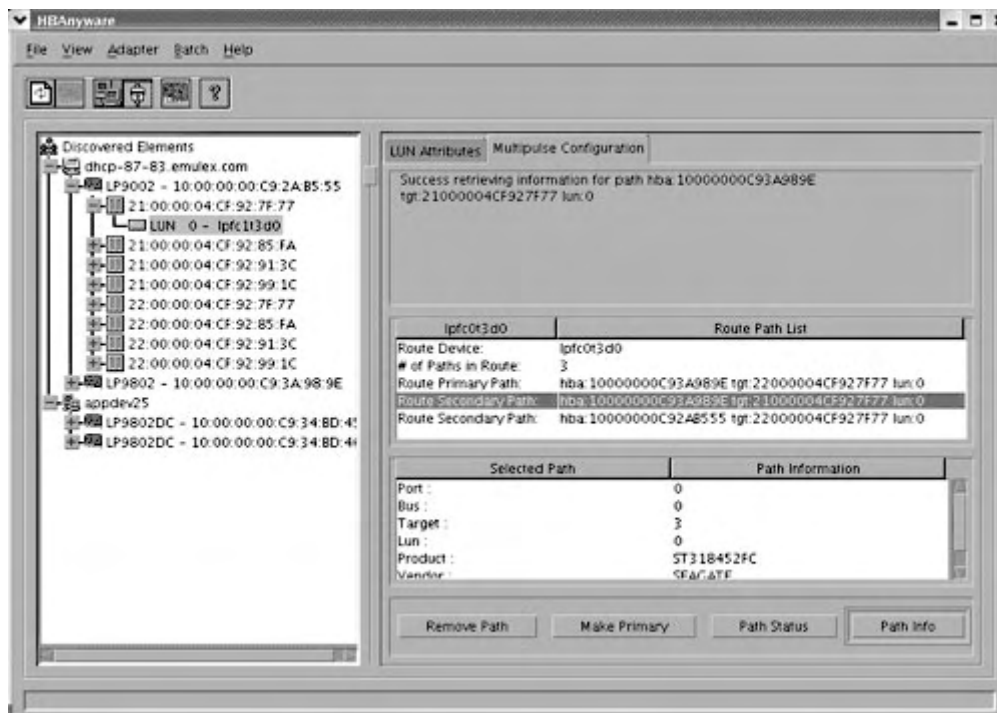 HBAnyware
File View Adapter Batch Help
Discovered Elements
dhcp-87-83.emulex.com
LP9002 - 10:00:00:00:C9:2A:B5:55
21:00:00:04:CF:92:7F:77
LUN 0 - lpfc1t3d0
21:00:00:04:CF:92:85:FA
21:00:00:04:CF:92:91:3C
21:00:00:04:CF:92:99:1C
22:00:00:04:CF:92:7F:77
22:00:00:04:CF:92:85:FA
22:00:00:04:CF:92:91:3C
22:00:00:04:CF:92:99:1C
LP9802 - 10:00:00:00:C9:3A:98:9E
appdev25
LP9802DC - 10:00:00:00:C9:34:BD:4
LP9802DC - 10:00:00:00:C9:34:BD:4
LUN Attributes Multipulse Configuration
Success retrieving information for path hba:10000000C93A989E
tgt:21000004CF927F77 lun:0
lpfc0t3d0 Route Path List
Route Device: lpfc0t3d0
# of Paths in Route: 3
Route Primary Path: hba:10000000C93A989E tgt:22000004CF927F77 lun:0
Route Secondary Path: hba:10000000C93A989E tgt:21000004CF927F77 lun:0
Route Secondary Path: hba:10000000C92AB555 tgt:22000004CF927F77 lun:0
Selected Path Path Information
Port : 0
Bus : 0
Target : 3
Lun : 0
Product : ST318452FC
Vendor : SEAGATE
Remove Path Make Primary Path Status Path Info